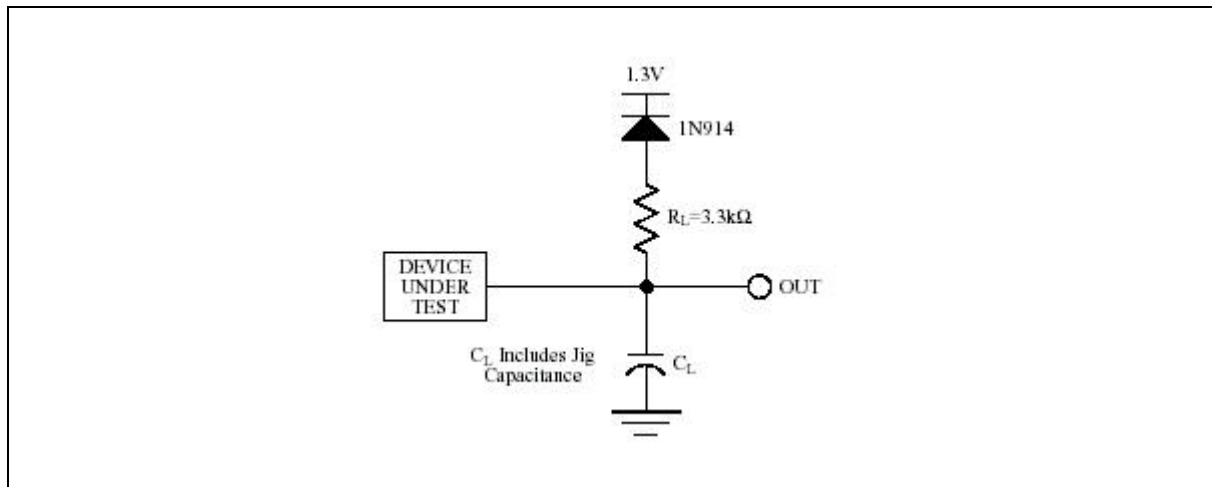 1.3V
1N914
R_L=3.3kΩ
DEVICE
UNDER
TEST
OUT
C_L Includes Jig
Capacitance
C_L